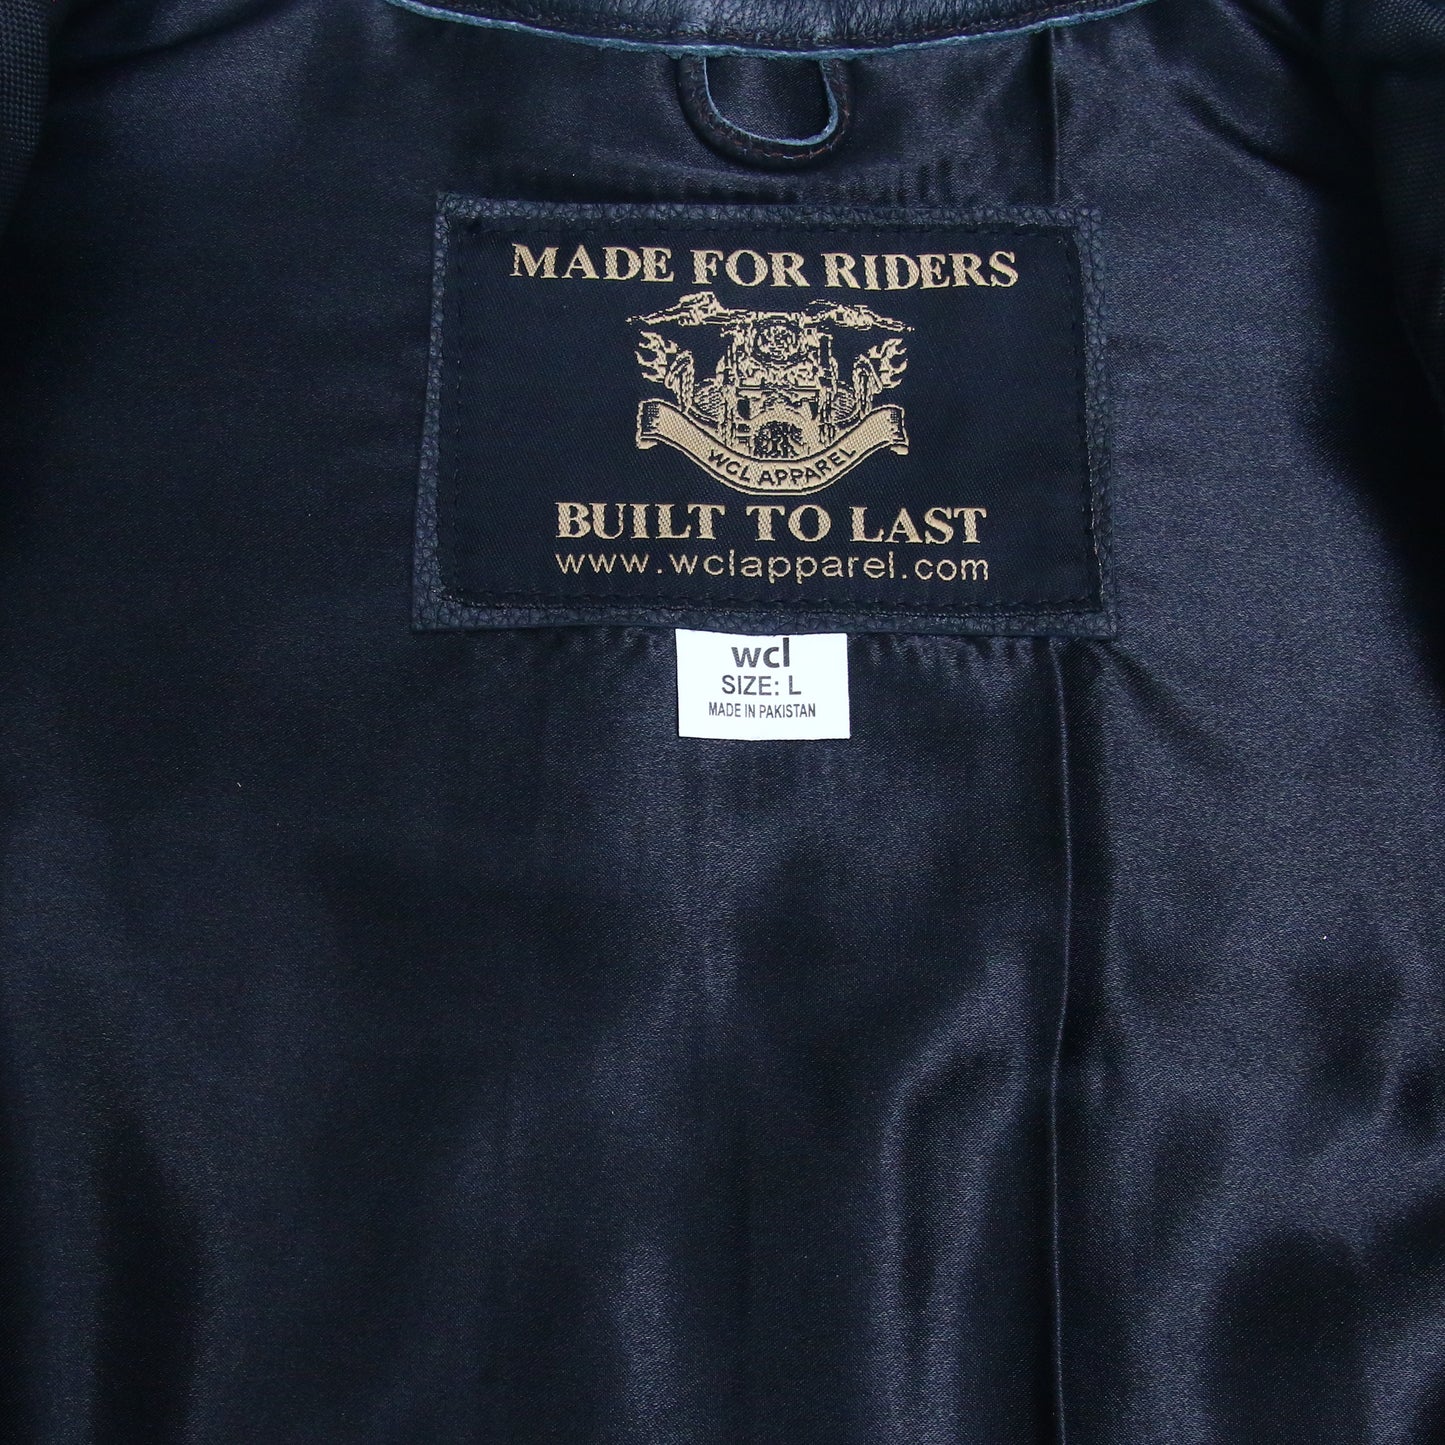 MADE FOR RIDERS
WCL APPAREL
BUILT TO LAST
www.wclapparel.com
wcl
SIZE: L
MADE IN PAKISTAN